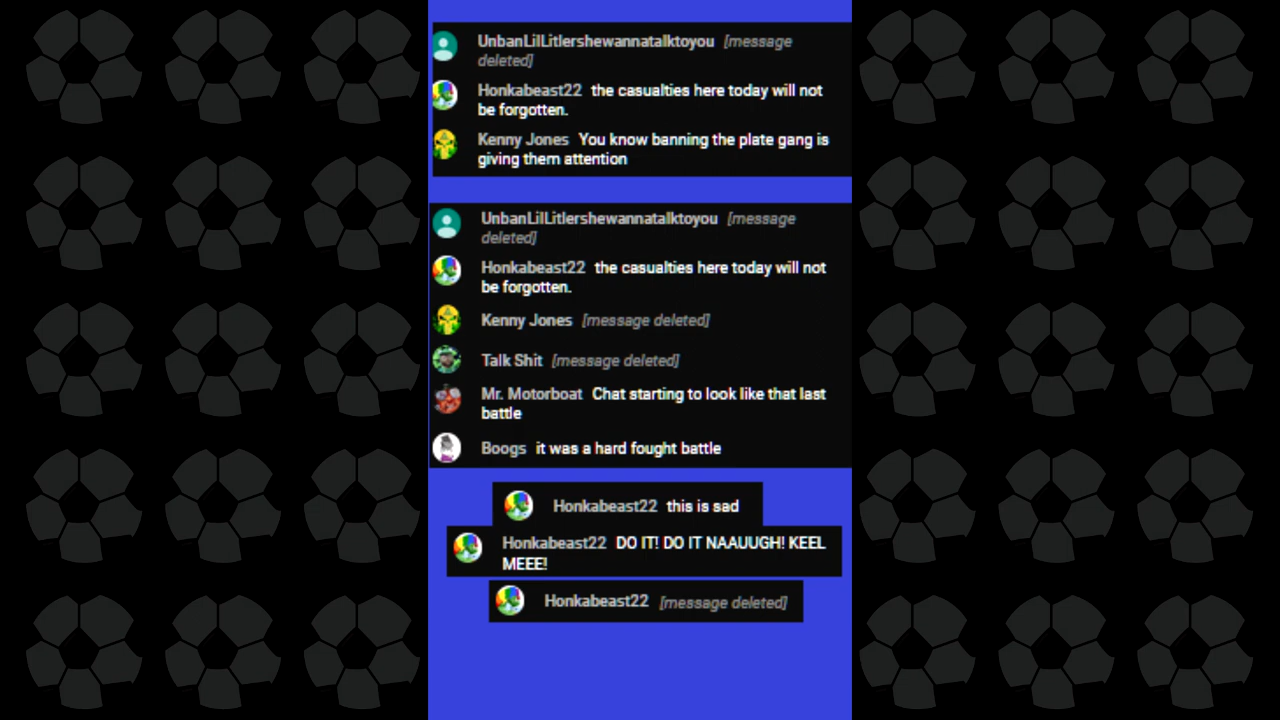 UnbanLilLitlershewannatalktoyou [message
deleted]
Honkabeast22 the casualties here today will not
be forgotten.
Kenny Jones You know banning the plate gang is
giving them attention
UnbanLilLitlershewannatalktoyou [message
deleted]
Honkabeast22 the casualties here today will not
be forgotten.
Kenny Jones [message deleted]
Talk Shit [message deleted]
Mr. Motorboat Chat starting to look like that last
battle
Boogs it was a hard fought battle
Honkabeast22 this is sad
Honkabeast22 DO IT! DO IT NAAUUGH! KEEL
MEEE!
Honkabeast22 [message deleted]